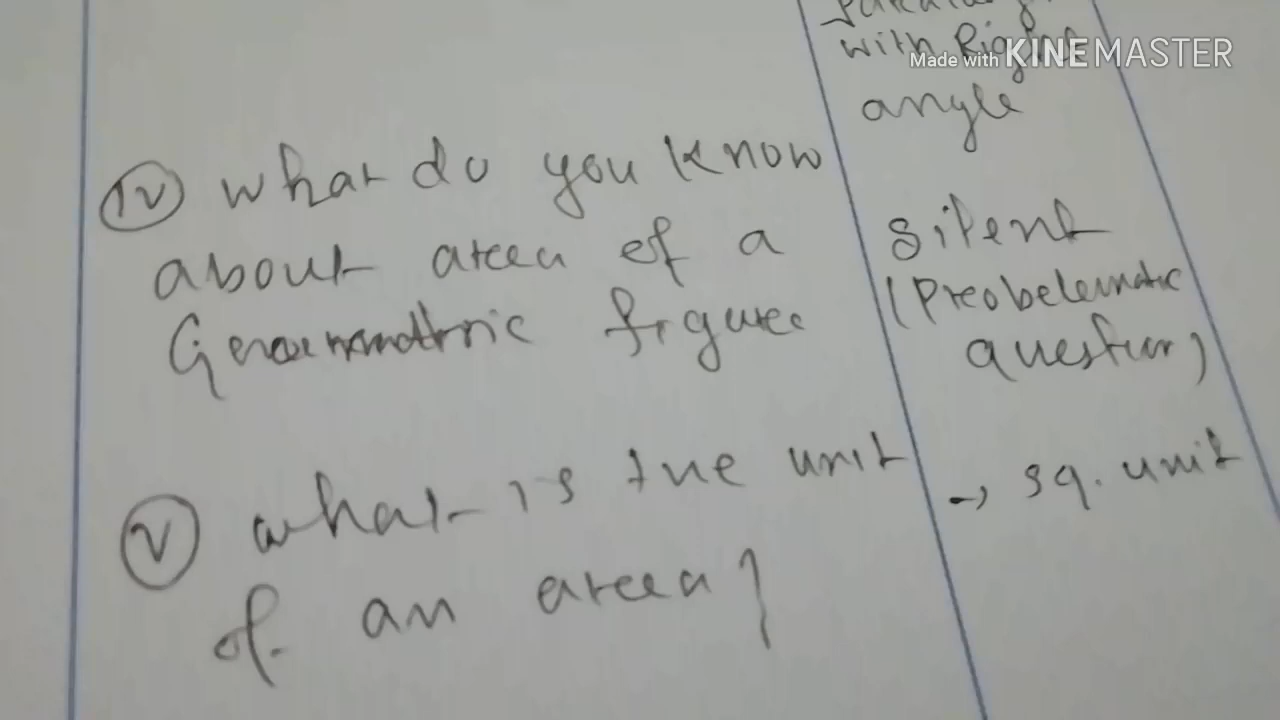 with Right
angle
Made with KINEMASTER
(IV) what do you know
about area of a
Geometric figure
silent
(Preobelematic
question)
(V) what is the unit
of an area?
→ sq. unit